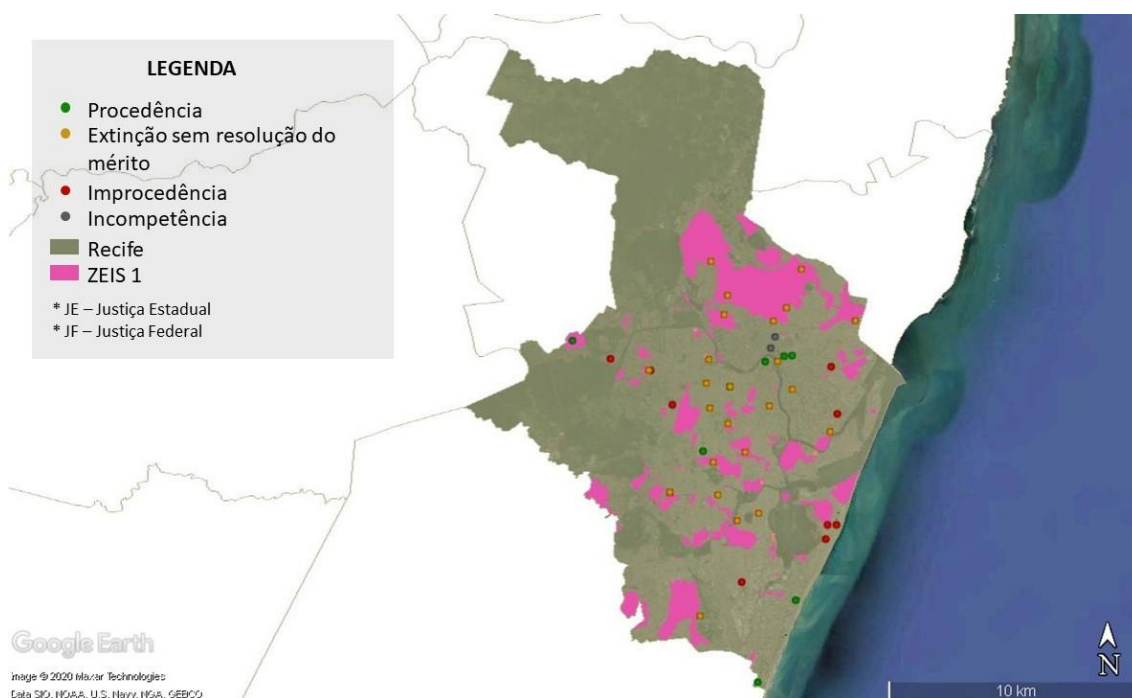 LEGENDA
Procedência
Extinção sem resolução do
mérito
Improcedência
Incompetência
Recife
ZEIS 1
* JE – Justiça Estadual
* JF – Justiça Federal
Google Earth
Image © 2020 Maxar Technologies
Data SIO, NOAA, U.S. Navy, NGA, GEBCO
N
10 km